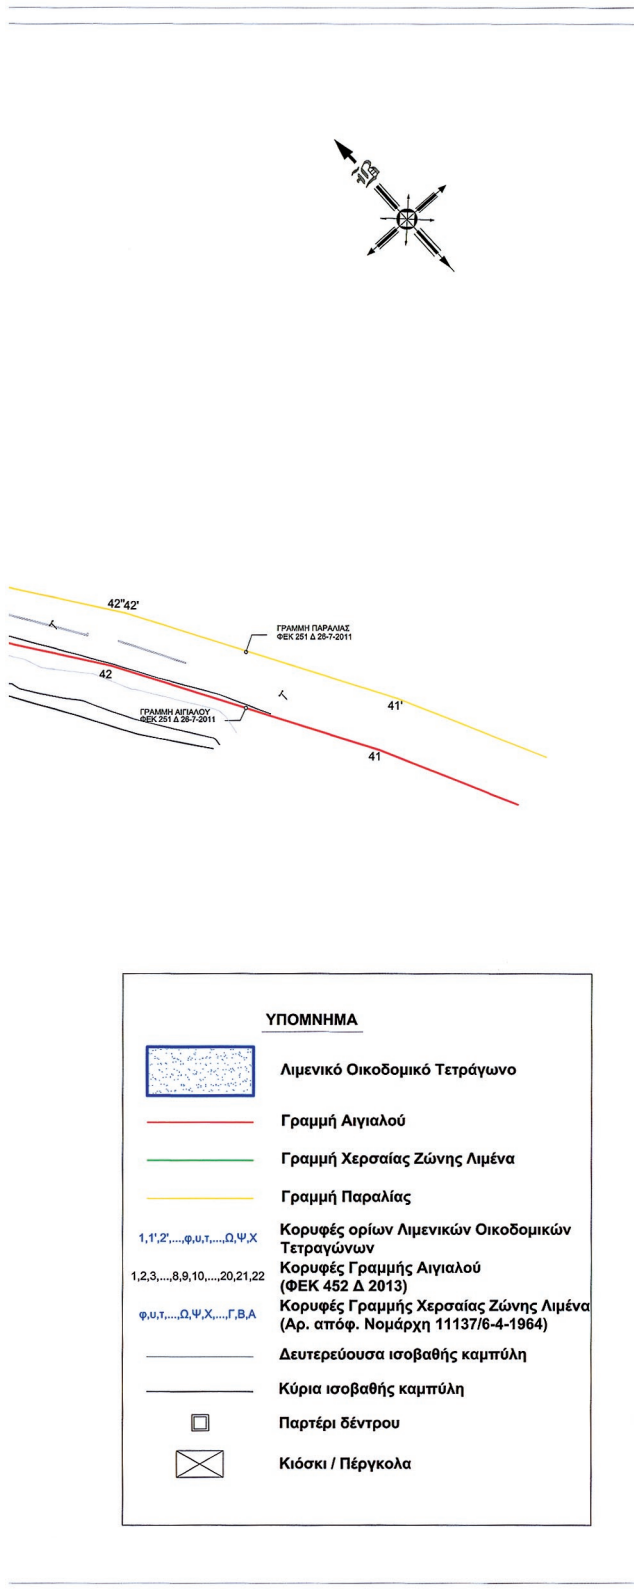 42''42'
ΓΡΑΜΜΗ ΠΑΡΑΛΙΑΣ
ΦΕΚ 251 Δ 26-7-2011
42
41'
ΓΡΑΜΜΗ ΑΙΓΙΑΛΟΥ
ΦΕΚ 251 Δ 26-7-2011
41
ΥΠΟΜΝΗΜΑ
Λιμενικό Οικοδομικό Τετράγωνο
Γραμμή Αιγιαλού
Γραμμή Χερσαίας Ζώνης Λιμένα
Γραμμή Παραλίας
1,1',2',...,φ,υ,τ,...,Ω,Ψ,Χ Κορυφές ορίων Λιμενικών Οικοδομικών
Τετραγώνων
1,2,3,...,8,9,10,...,20,21,22 Κορυφές Γραμμής Αιγιαλού
(ΦΕΚ 452 Δ 2013)
φ,υ,τ,...,Ω,Ψ,Χ,...,Γ,Β,Α Κορυφές Γραμμής Χερσαίας Ζώνης Λιμένα
(Αρ. απόφ. Νομάρχη 11137/6-4-1964)
Δευτερεύουσα ισοβαθής καμπύλη
Κύρια ισοβαθής καμπύλη
Παρτέρι δέντρου
Κιόσκι / Πέργκολα